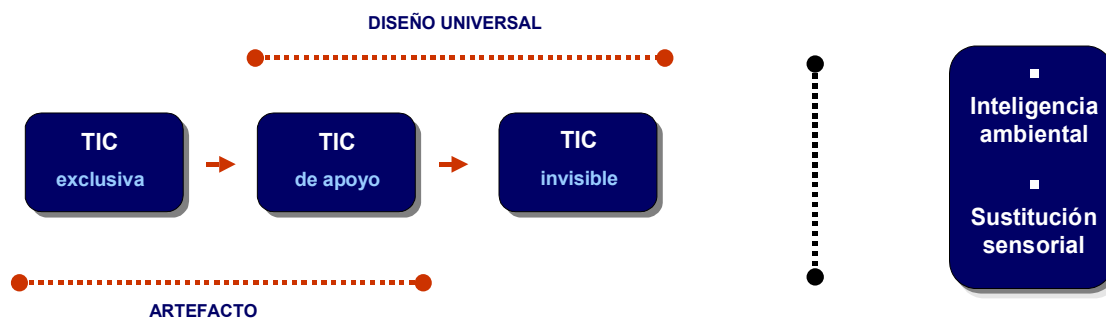 DISEÑO UNIVERSAL
TIC
exclusiva
TIC
de apoyo
TIC
invisible
ARTEFACTO
Inteligencia
ambiental
Sustitución
sensorial